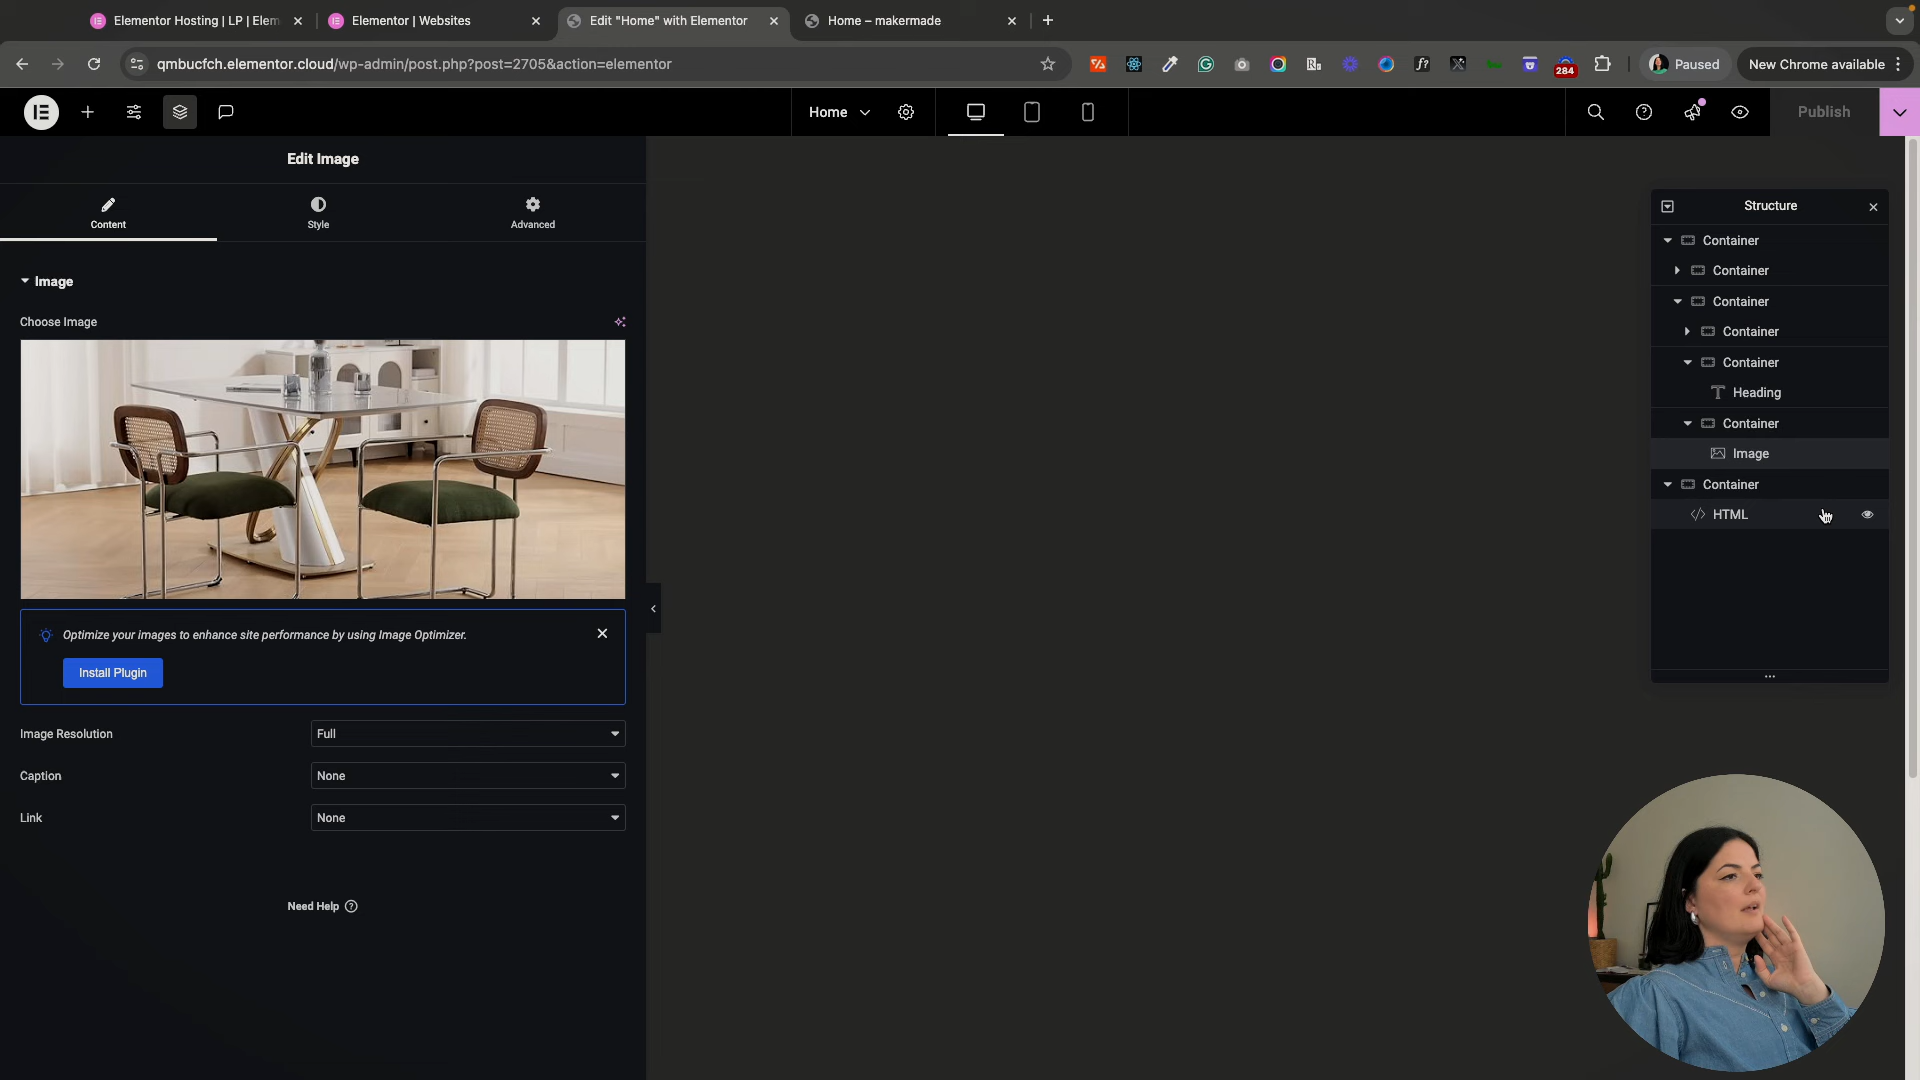 Elementor Hosting | LP | Elem
Elementor | Websites
Edit "Home" with Elementor
Home – makermade
qmbucfch.elementor.cloud/wp-admin/post.php?post=2705&action=elementor
284
Paused
New Chrome available
Home
Publish
Edit Image
Content
Style
Advanced
Image
Choose Image
Optimize your images to enhance site performance by using Image Optimizer.
Install Plugin
Image Resolution
Full
Caption
None
Link
None
Need Help
Structure
Container
Container
Container
Container
Container
Heading
Container
Image
Container
HTML